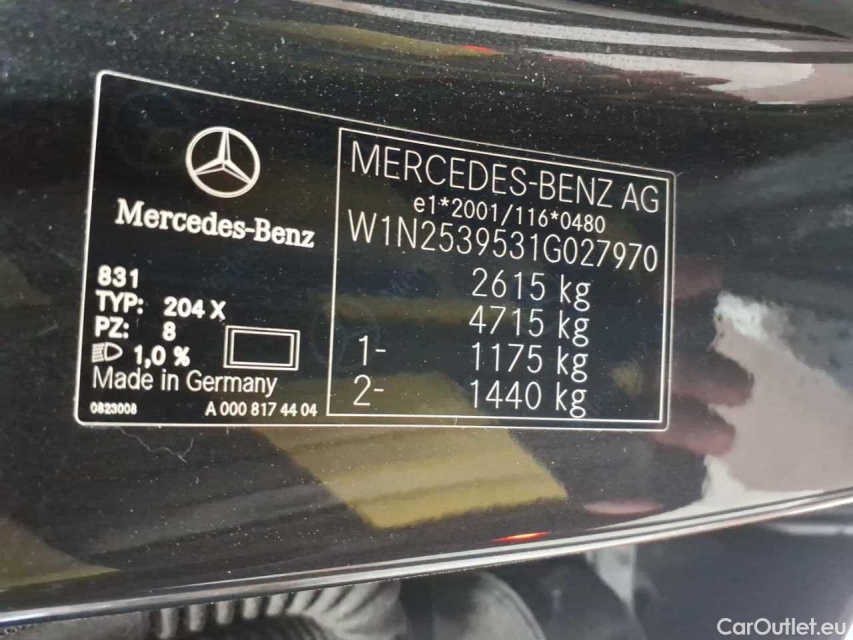 Mercedes-Benz
831
TYP: 204 X
PZ: 8
1,0 %
Made in Germany
0823008 A 000 817 44 04
MERCEDES-BENZ AG
e1*2001/116*0480
W1N2539531G027970
2615 kg
4715 kg
1- 1175 kg
2- 1440 kg
CarOutlet.eu